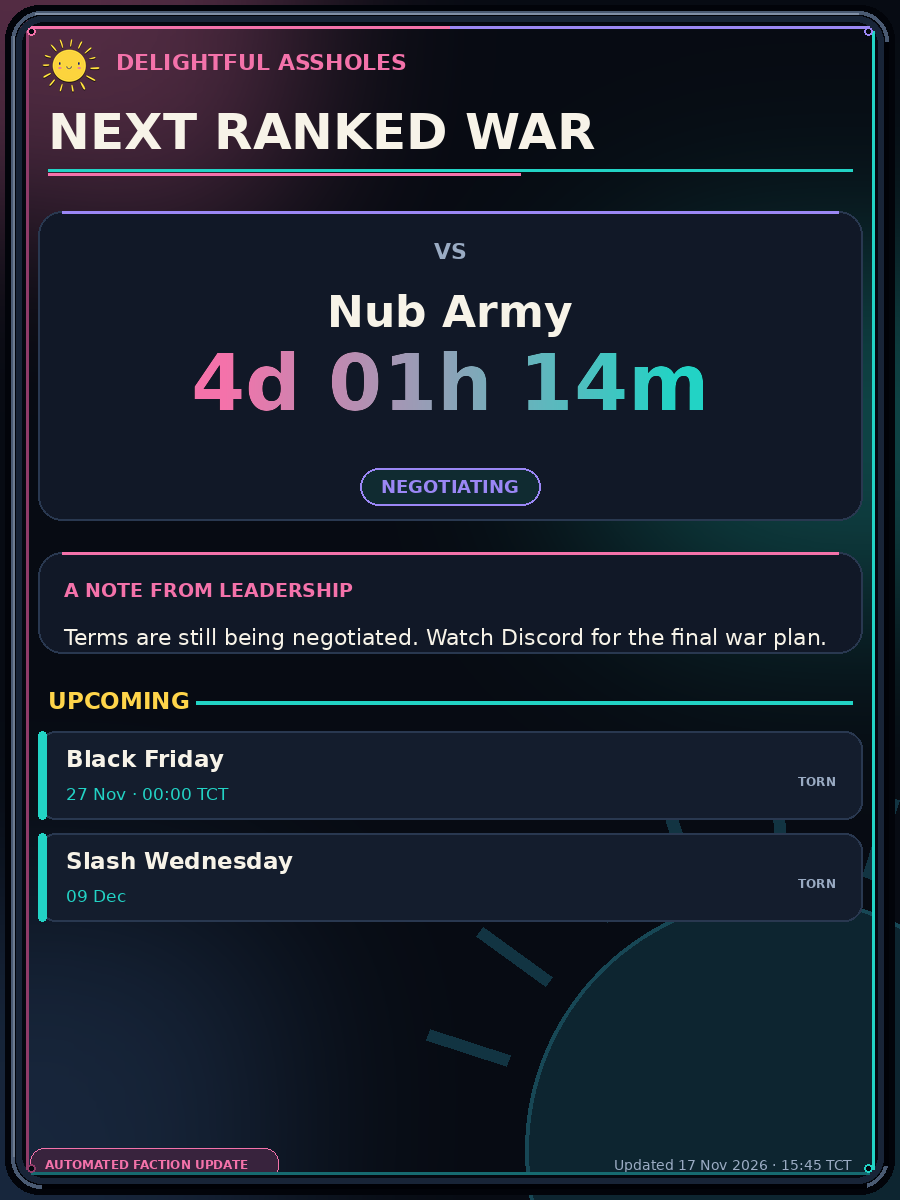 DELIGHTFUL ASSHOLES
NEXT RANKED WAR
VS
Nub Army
4d 01h 14m
NEGOTIATING
A NOTE FROM LEADERSHIP
Terms are still being negotiated. Watch Discord for the final war plan.
UPCOMING
Black Friday
27 Nov · 00:00 TCT
TORN
Slash Wednesday
09 Dec
TORN
AUTOMATED FACTION UPDATE
Updated 17 Nov 2026 · 15:45 TCT